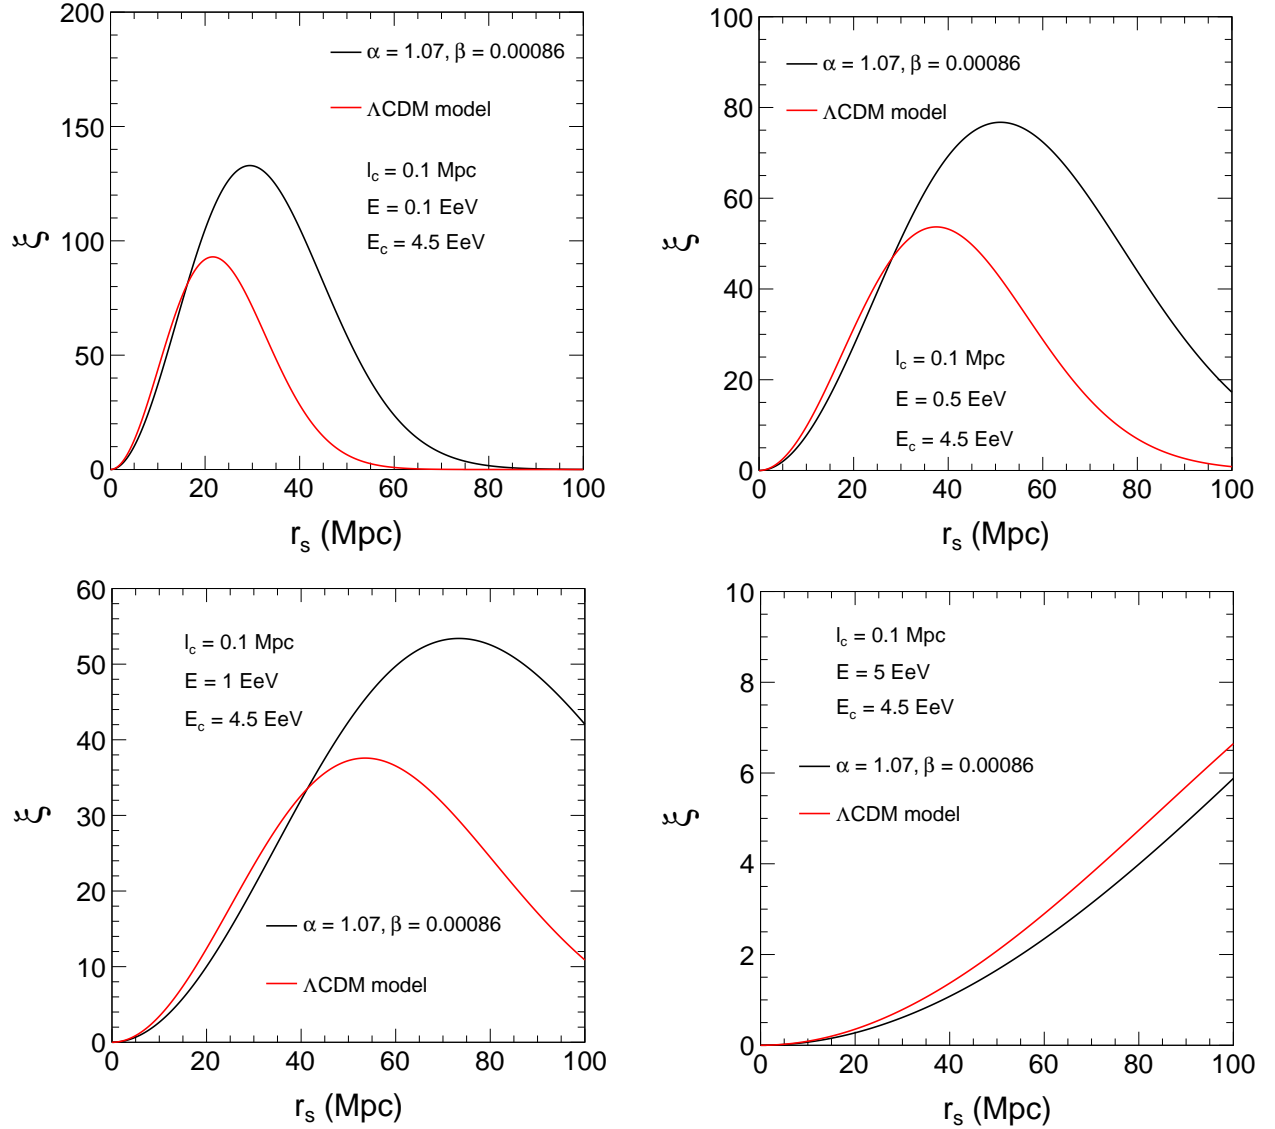 200
150
100
50
0
ξ
α = 1.07, β = 0.00086
ΛCDM model
l_c = 0.1 Mpc
E = 0.1 EeV
E_c = 4.5 EeV
0 20 40 60 80 100
r_s (Mpc)
100
80
60
40
20
0
ξ
α = 1.07, β = 0.00086
ΛCDM model
l_c = 0.1 Mpc
E = 0.5 EeV
E_c = 4.5 EeV
0 20 40 60 80 100
r_s (Mpc)
60
50
40
30
20
10
0
ξ
l_c = 0.1 Mpc
E = 1 EeV
E_c = 4.5 EeV
α = 1.07, β = 0.00086
ΛCDM model
0 20 40 60 80 100
r_s (Mpc)
10
8
6
4
2
0
ξ
l_c = 0.1 Mpc
E = 5 EeV
E_c = 4.5 EeV
α = 1.07, β = 0.00086
ΛCDM model
0 20 40 60 80 100
r_s (Mpc)